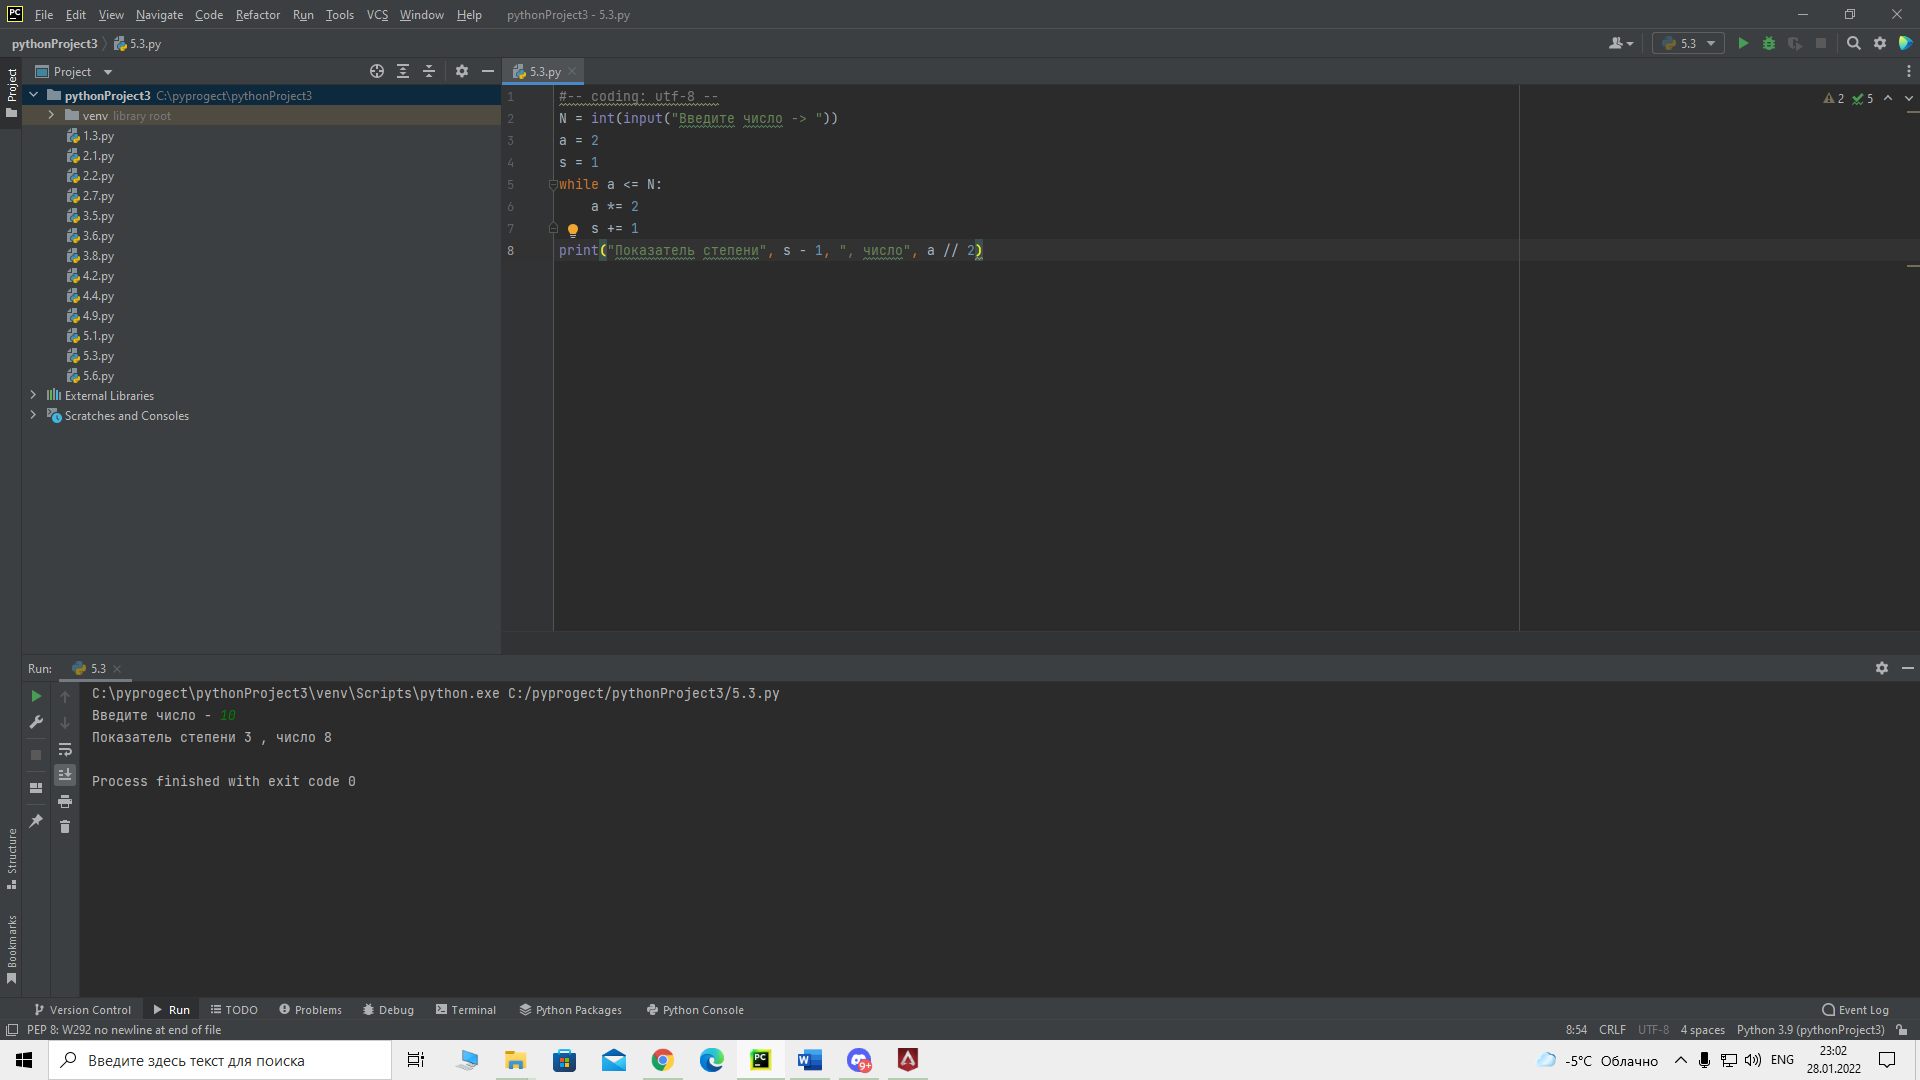 File Edit View Navigate Code Refactor Run Tools VCS Window Help pythonProject3 - 5.3.py
pythonProject3 5.3.py 5.3
Project
5.3.py
Project
pythonProject3 C:\pyprogect\pythonProject3
venv library root
1.3.py
2.1.py
2.2.py
2.7.py
3.5.py
3.6.py
3.8.py
4.2.py
4.4.py
4.9.py
5.1.py
5.3.py
5.6.py
External Libraries
Scratches and Consoles
1 #-- coding: utf-8 --
2 N = int(input("Введите число -> "))
3 a = 2
4 s = 1
5 while a <= N:
6 a *= 2
7 s += 1
8 print("Показатель степени", s - 1, ", число", a // 2)
2 5
Run: 5.3
C:\pyprogect\pythonProject3\venv\Scripts\python.exe C:/pyprogect/pythonProject3/5.3.py
Введите число - 10
Показатель степени 3 , число 8
Process finished with exit code 0
Structure
Bookmarks
Version Control Run TODO Problems Debug Terminal Python Packages Python Console Event Log
PEP 8: W292 no newline at end of file 8:54 CRLF UTF-8 4 spaces Python 3.9 (pythonProject3)
Введите здесь текст для поиска
PC
9+
-5°C Облачно
ENG
23:02
28.01.2022